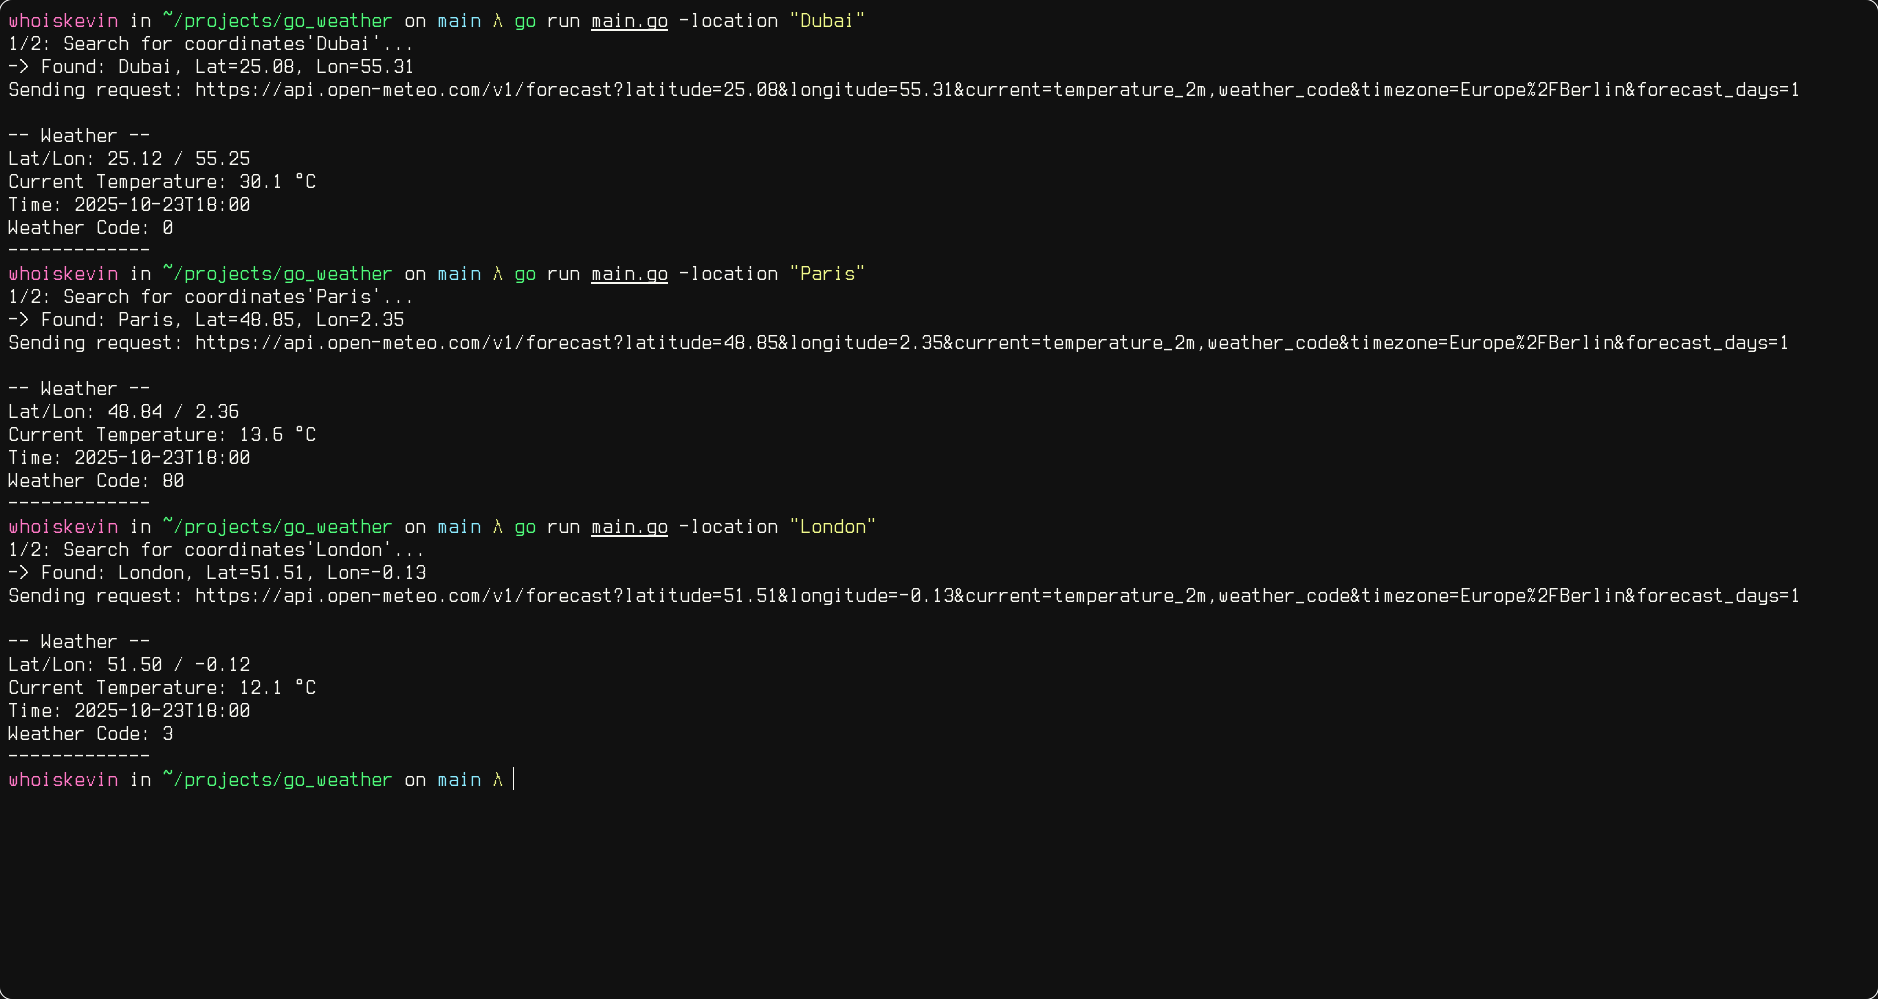 whoiskevin in ~/projects/go_weather on main λ go run main.go -location "Dubai"
1/2: Search for coordinates'Dubai'...
-> Found: Dubai, Lat=25.08, Lon=55.31
Sending request: https://api.open-meteo.com/v1/forecast?latitude=25.08&longitude=55.31&current=temperature_2m,weather_code&timezone=Europe%2FBerlin&forecast_days=1

-- Weather --
Lat/Lon: 25.12 / 55.25
Current Temperature: 30.1 °C
Time: 2025-10-23T18:00
Weather Code: 0
-------------
whoiskevin in ~/projects/go_weather on main λ go run main.go -location "Paris"
1/2: Search for coordinates'Paris'...
-> Found: Paris, Lat=48.85, Lon=2.35
Sending request: https://api.open-meteo.com/v1/forecast?latitude=48.85&longitude=2.35&current=temperature_2m,weather_code&timezone=Europe%2FBerlin&forecast_days=1

-- Weather --
Lat/Lon: 48.84 / 2.36
Current Temperature: 13.6 °C
Time: 2025-10-23T18:00
Weather Code: 80
-------------
whoiskevin in ~/projects/go_weather on main λ go run main.go -location "London"
1/2: Search for coordinates'London'...
-> Found: London, Lat=51.51, Lon=-0.13
Sending request: https://api.open-meteo.com/v1/forecast?latitude=51.51&longitude=-0.13&current=temperature_2m,weather_code&timezone=Europe%2FBerlin&forecast_days=1

-- Weather --
Lat/Lon: 51.50 / -0.12
Current Temperature: 12.1 °C
Time: 2025-10-23T18:00
Weather Code: 3
-------------
whoiskevin in ~/projects/go_weather on main λ